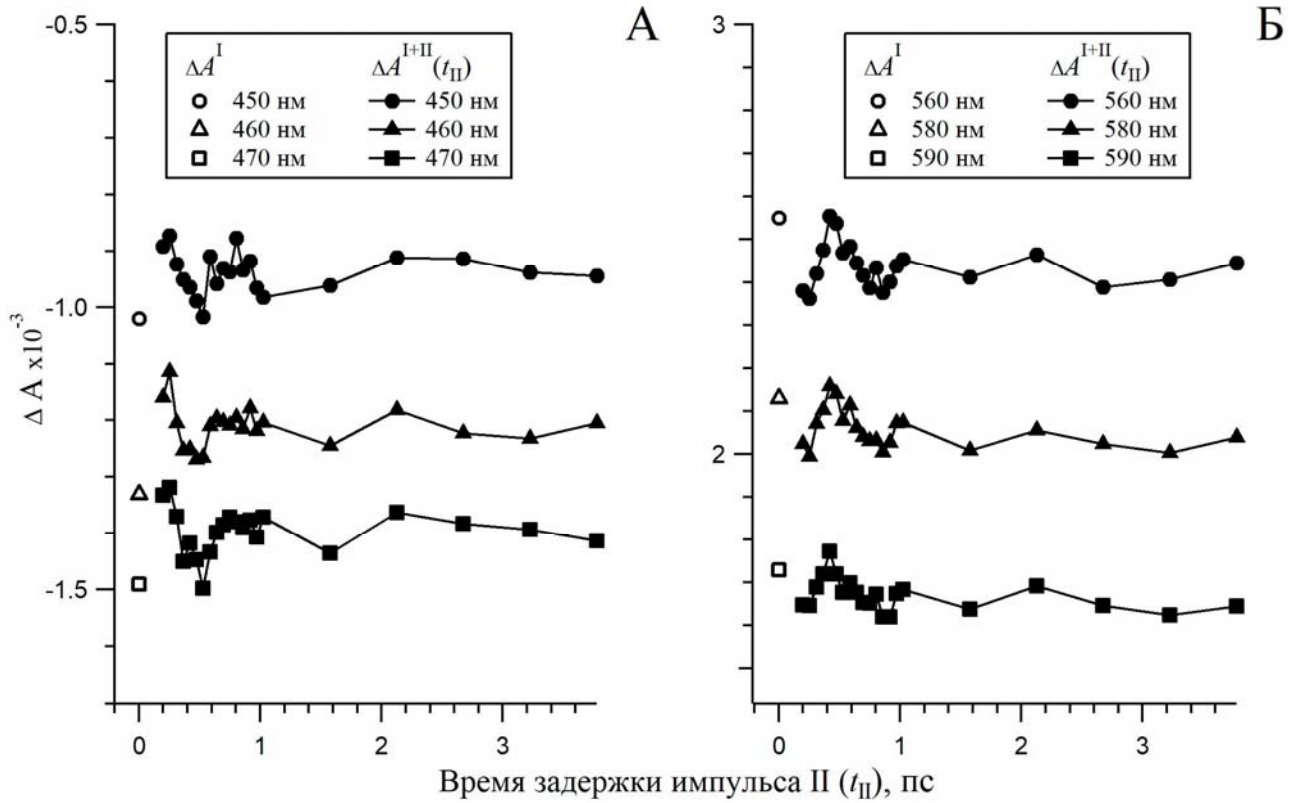 А
ΔA^I ΔA^(I+II) (t_II)
450 нм 450 нм
460 нм 460 нм
470 нм 470 нм
-0.5
-1.0
-1.5
Δ A x10^-3
0 1 2 3
Б
ΔA^I ΔA^(I+II) (t_II)
560 нм 560 нм
580 нм 580 нм
590 нм 590 нм
3
2
0 1 2 3
Время задержки импульса II (t_II), пс